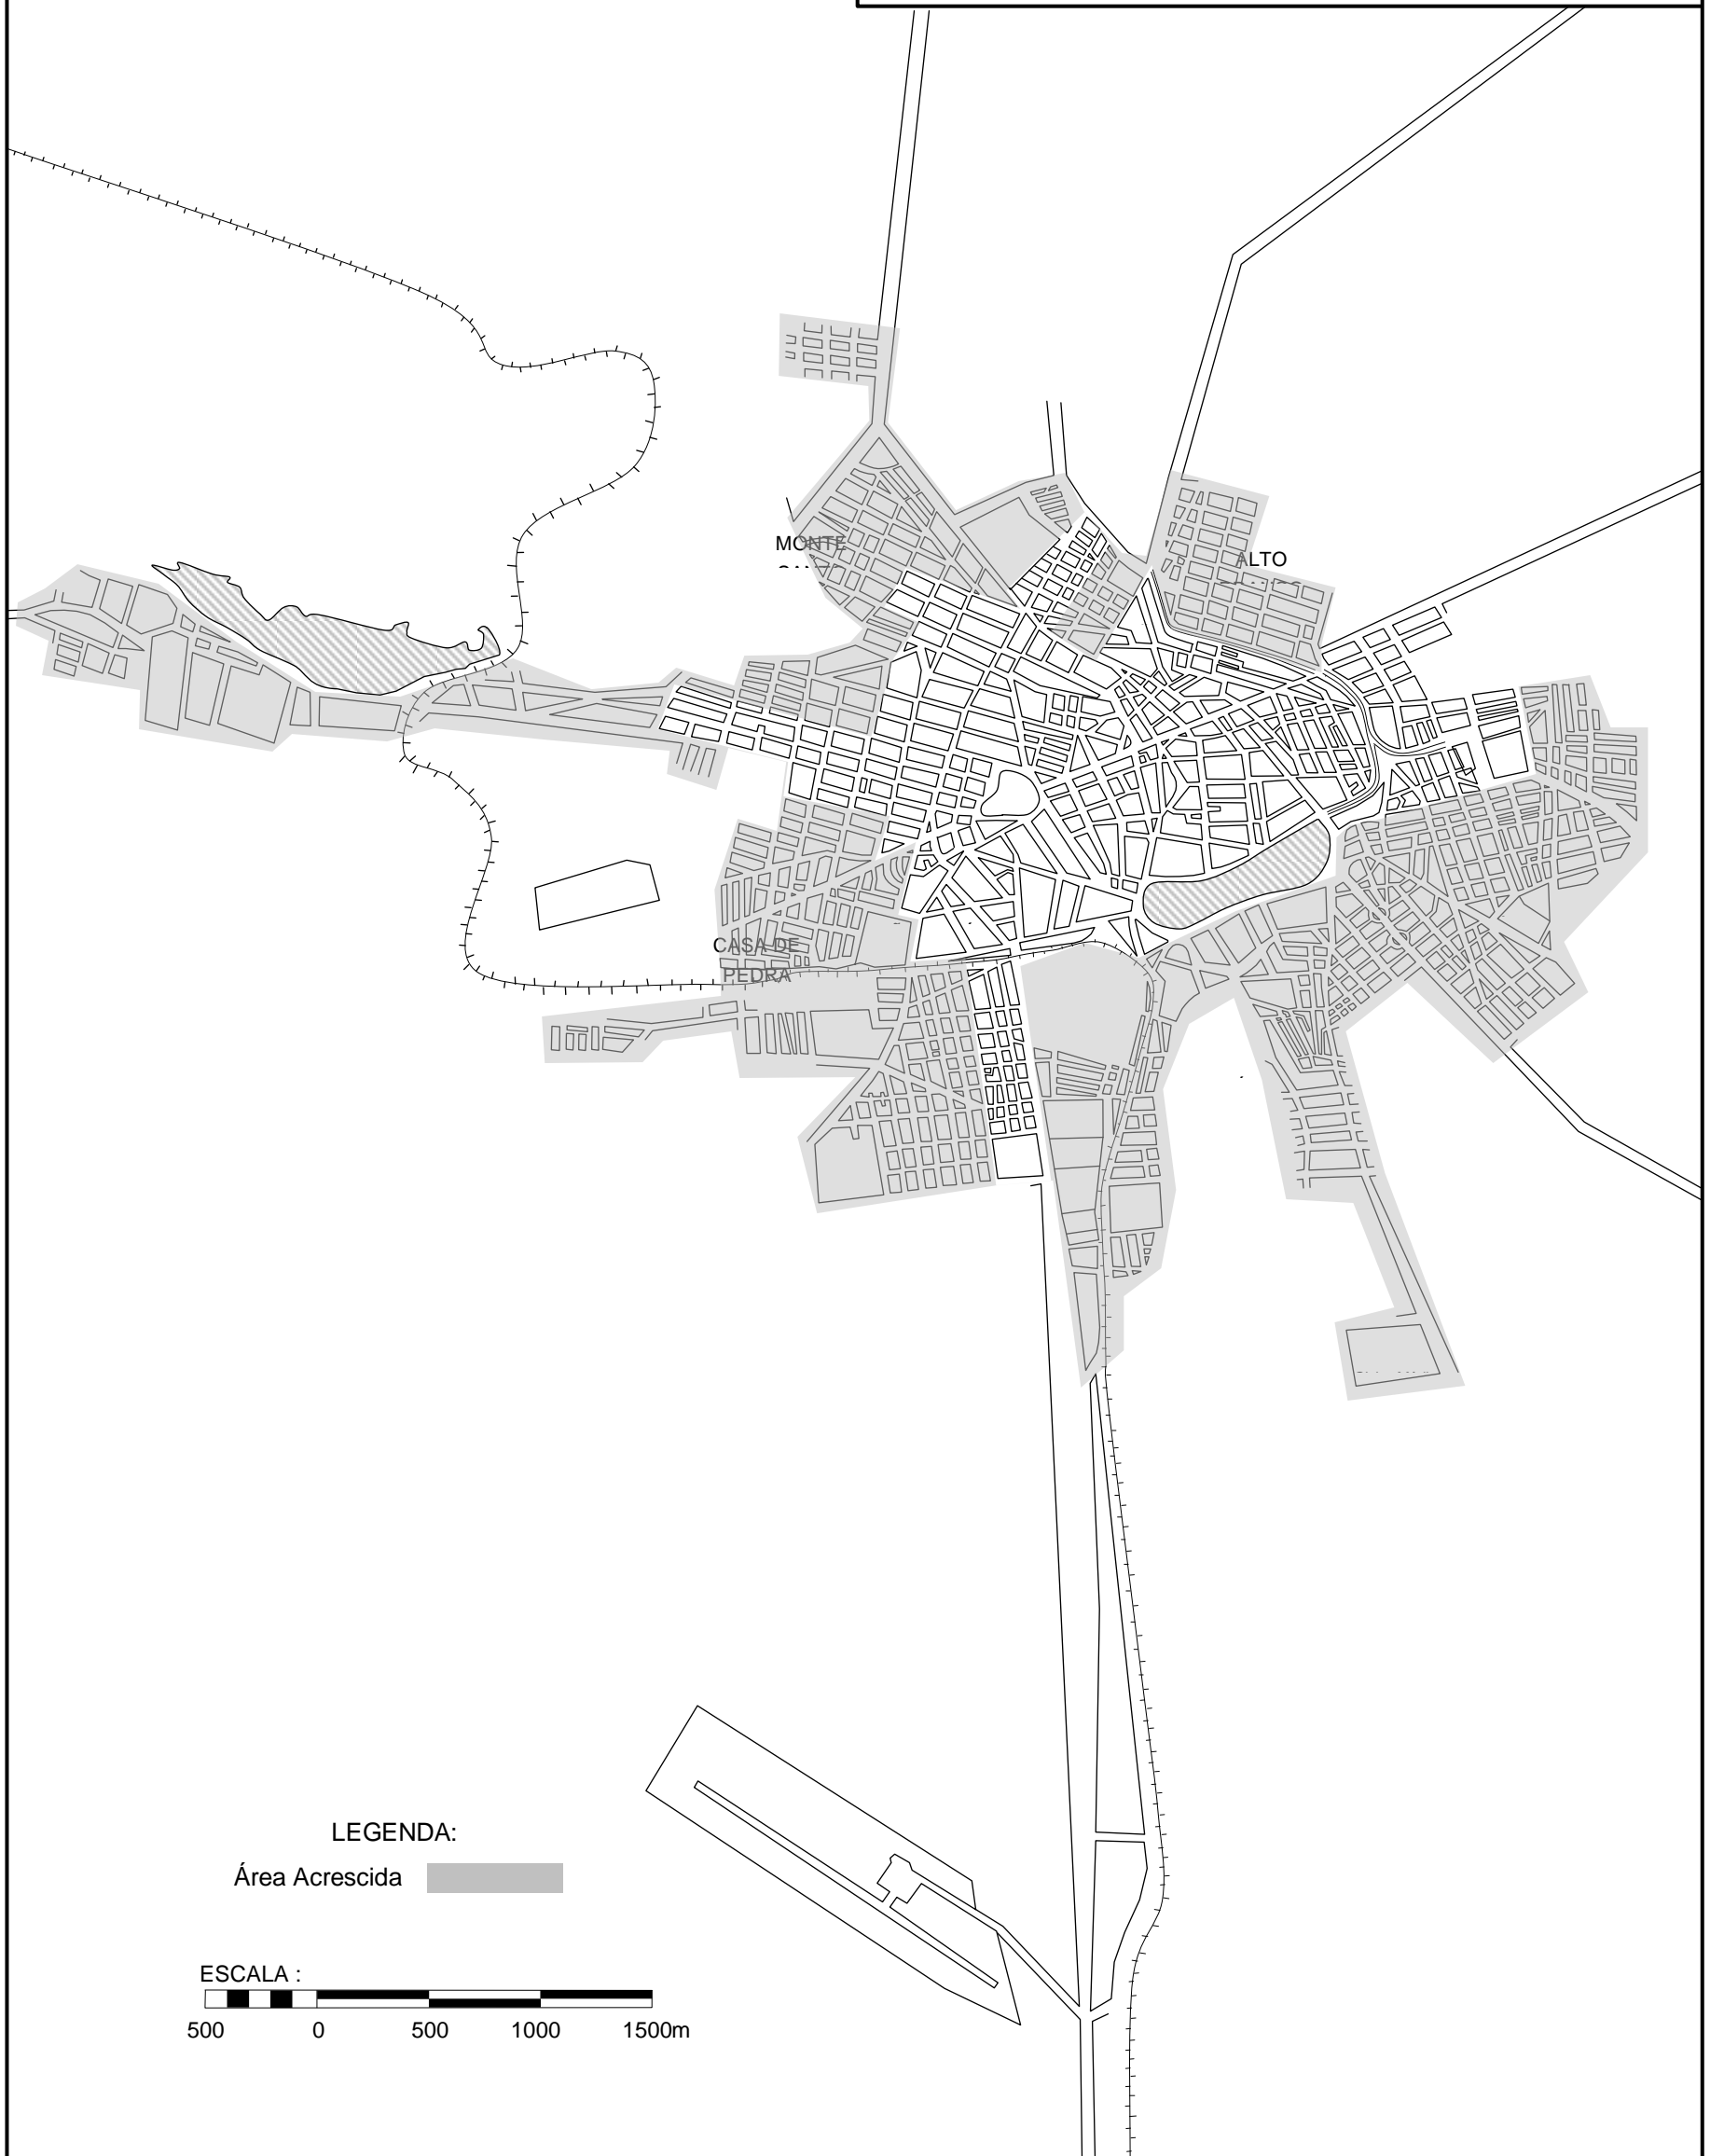 MONTE
ALTO
CASA DE
PEDRA
LEGENDA:
Área Acrescida
ESCALA :
500 0 500 1000 1500m